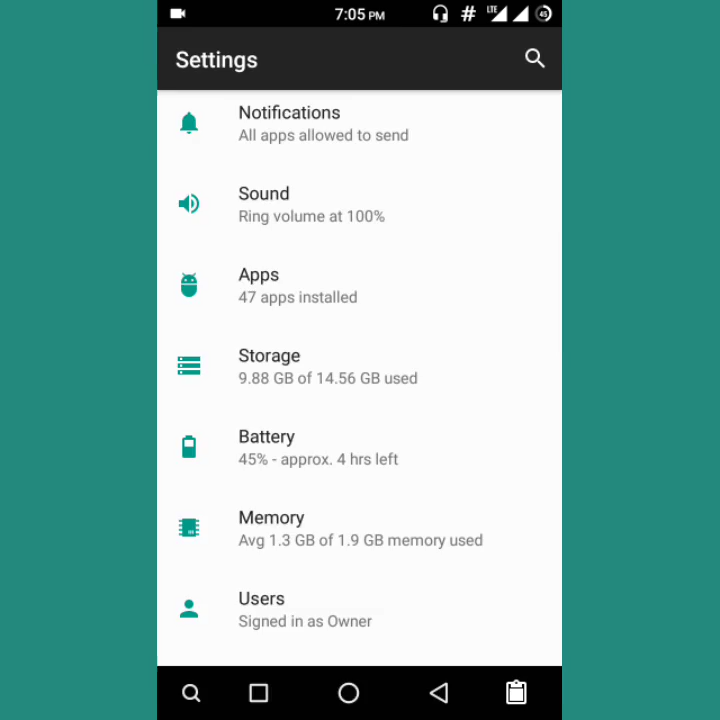 7:05 PM # LTE 45
Settings
Notifications
All apps allowed to send
Sound
Ring volume at 100%
Apps
47 apps installed
Storage
9.88 GB of 14.56 GB used
Battery
45% - approx. 4 hrs left
Memory
Avg 1.3 GB of 1.9 GB memory used
Users
Signed in as Owner